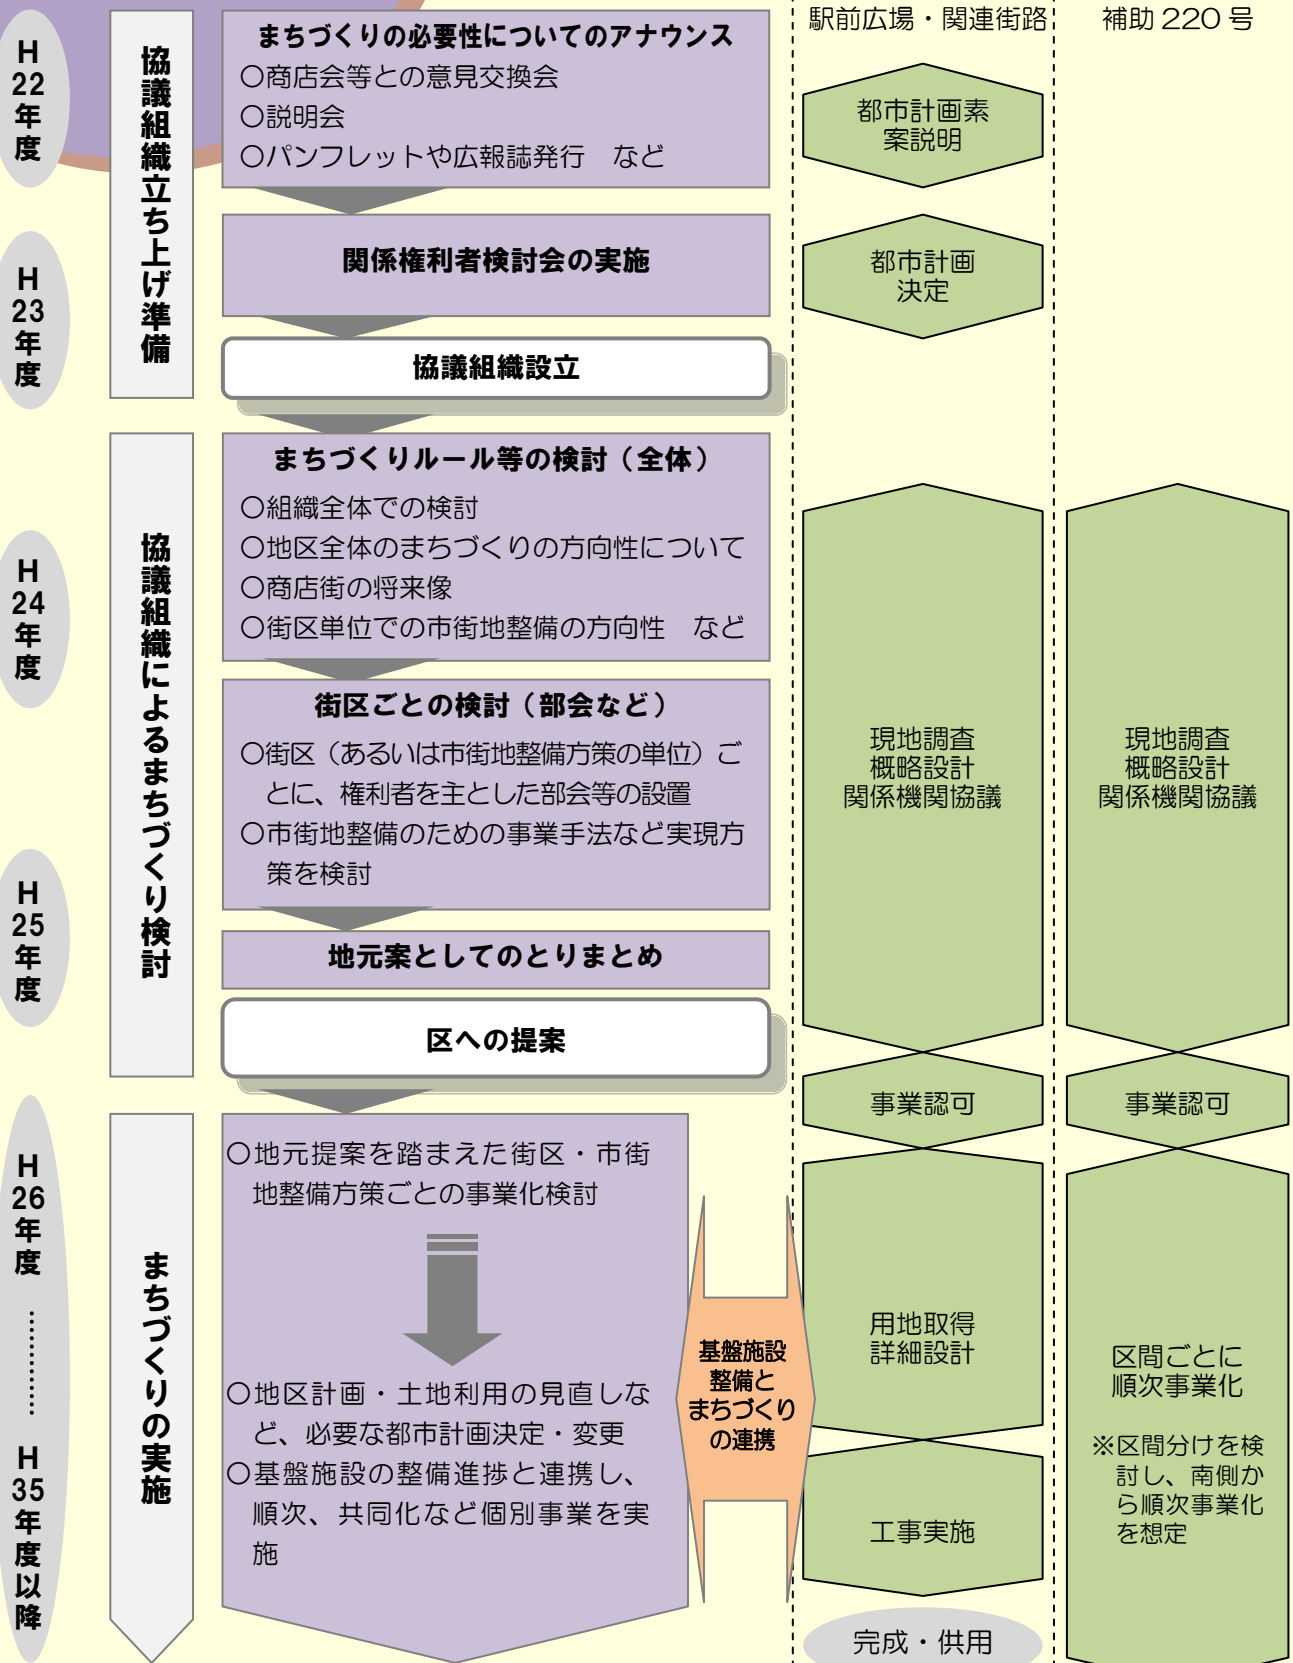 H
22
年
度
H
23
年
度
H
24
年
度
H
25
年
度
H
26
年
度
…………
H
35
年
度
以
降
協議組織立ち上げ準備
協議組織によるまちづくり検討
まちづくりの実施
まちづくりの必要性についてのアナウンス
○商店会等との意見交換会
○説明会
○パンフレットや広報誌発行　など
関係権利者検討会の実施
協議組織設立
まちづくりルール等の検討（全体）
○組織全体での検討
○地区全体のまちづくりの方向性について
○商店街の将来像
○街区単位での市街地整備の方向性　など
街区ごとの検討（部会など）
○街区（あるいは市街地整備方策の単位）ご
とに、権利者を主とした部会等の設置
○市街地整備のための事業手法など実現方
策を検討
地元案としてのとりまとめ
区への提案
○地元提案を踏まえた街区・市街
地整備方策ごとの事業化検討
○地区計画・土地利用の見直しな
ど、必要な都市計画決定・変更
○基盤施設の整備進捗と連携し、
順次、共同化など個別事業を実
施
基盤施設
整備と
まちづくり
の連携
駅前広場・関連街路
都市計画素
案説明
都市計画
決定
現地調査
概略設計
関係機関協議
事業認可
用地取得
詳細設計
工事実施
完成・供用
補助 220 号
現地調査
概略設計
関係機関協議
事業認可
区間ごとに
順次事業化
※区間分けを検
討し、南側か
ら順次事業化
を想定